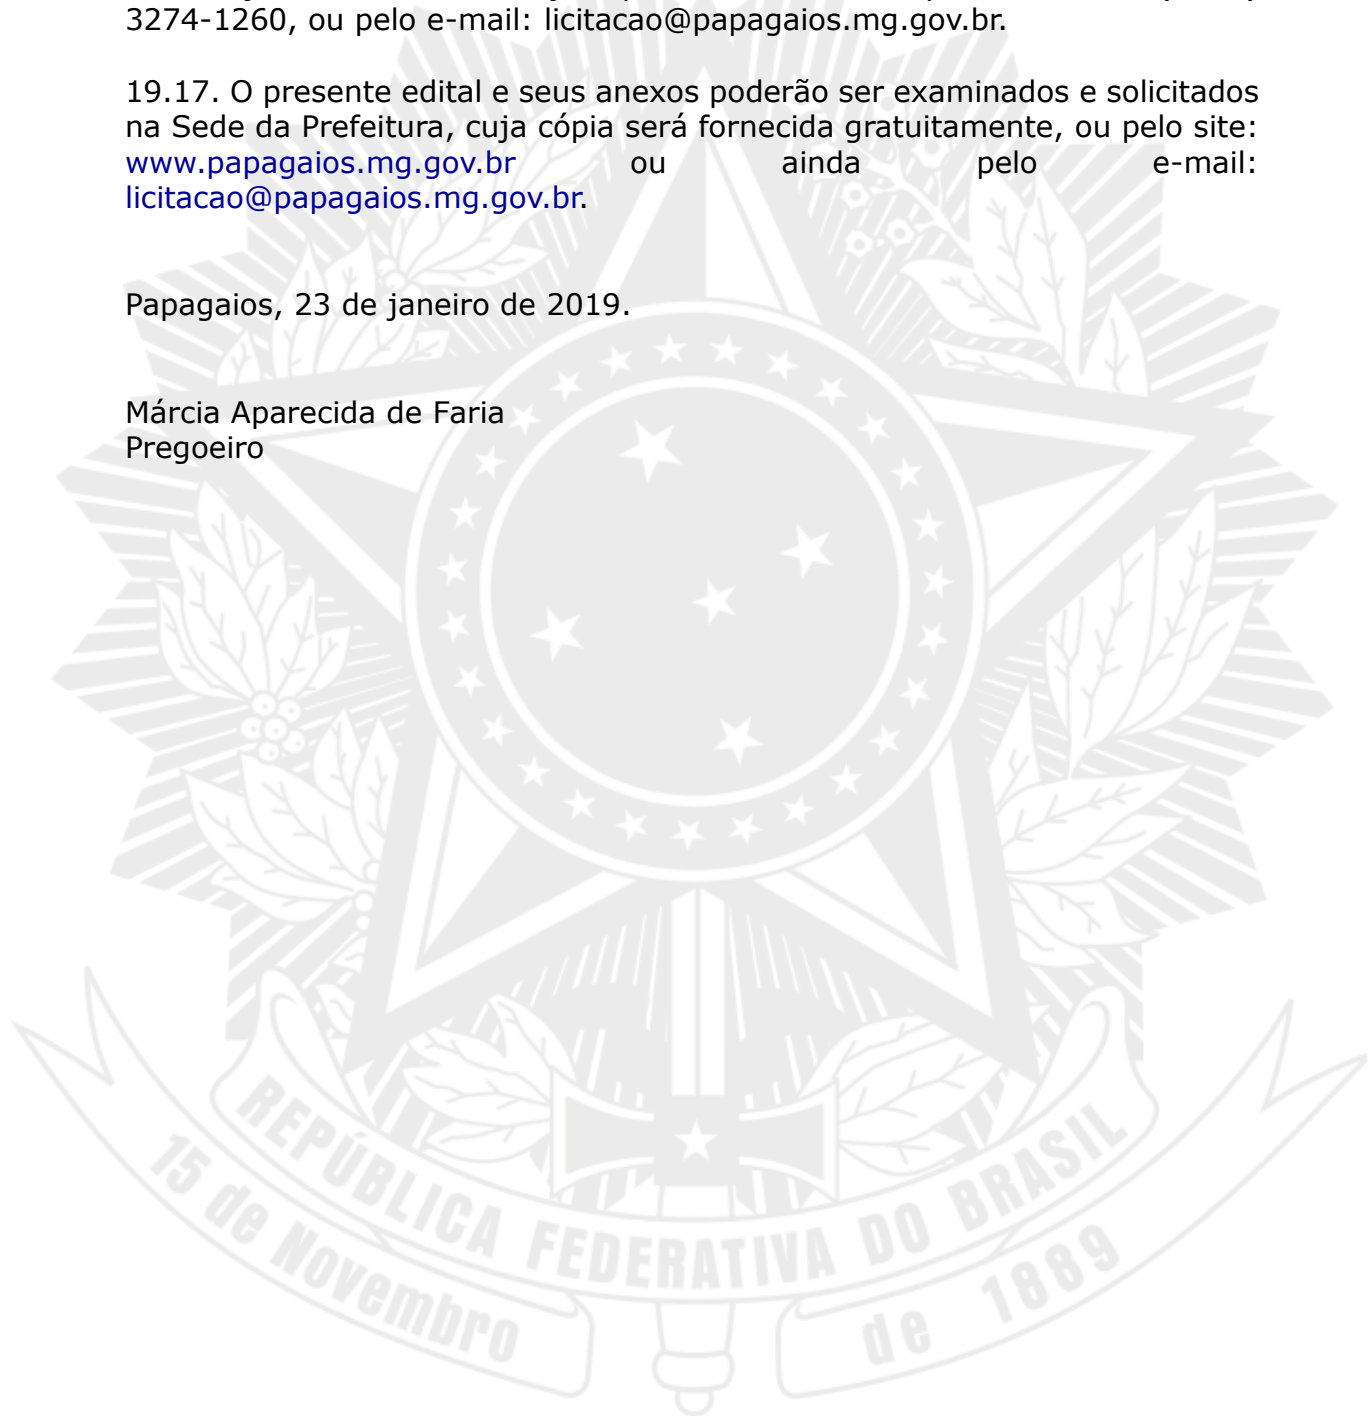 3274-1260, ou pelo e-mail: licitacao@papagaios.mg.gov.br.
19.17. O presente edital e seus anexos poderão ser examinados e solicitados
na Sede da Prefeitura, cuja cópia será fornecida gratuitamente, ou pelo site:
www.papagaios.mg.gov.br ou ainda pelo e-mail:
licitacao@papagaios.mg.gov.br.
Papagaios, 23 de janeiro de 2019.
Márcia Aparecida de Faria
Pregoeiro
REPÚBLICA FEDERATIVA DO BRASIL
15 de Novembro de 1889